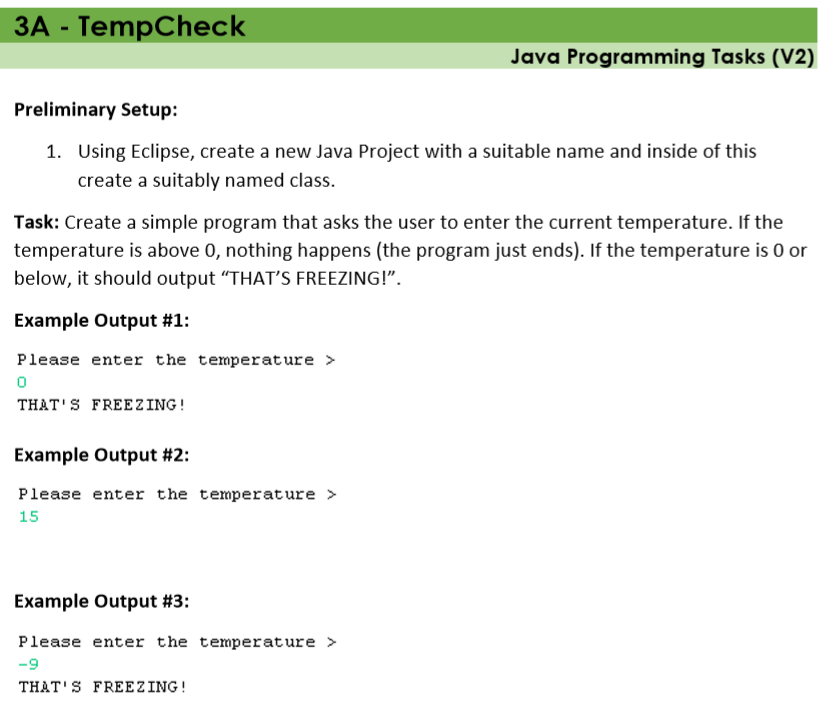 3A - TempCheck
Java Programming Tasks (V2)
Preliminary Setup:
1. Using Eclipse, create a new Java Project with a suitable name and inside of this
create a suitably named class.
Task: Create a simple program that asks the user to enter the current temperature. If the
temperature is above 0, nothing happens (the program just ends). If the temperature is 0 or
below, it should output “THAT’S FREEZING!”.
Example Output #1:
Please enter the temperature >
0
THAT'S FREEZING!
Example Output #2:
Please enter the temperature >
15
Example Output #3:
Please enter the temperature >
-9
THAT'S FREEZING!